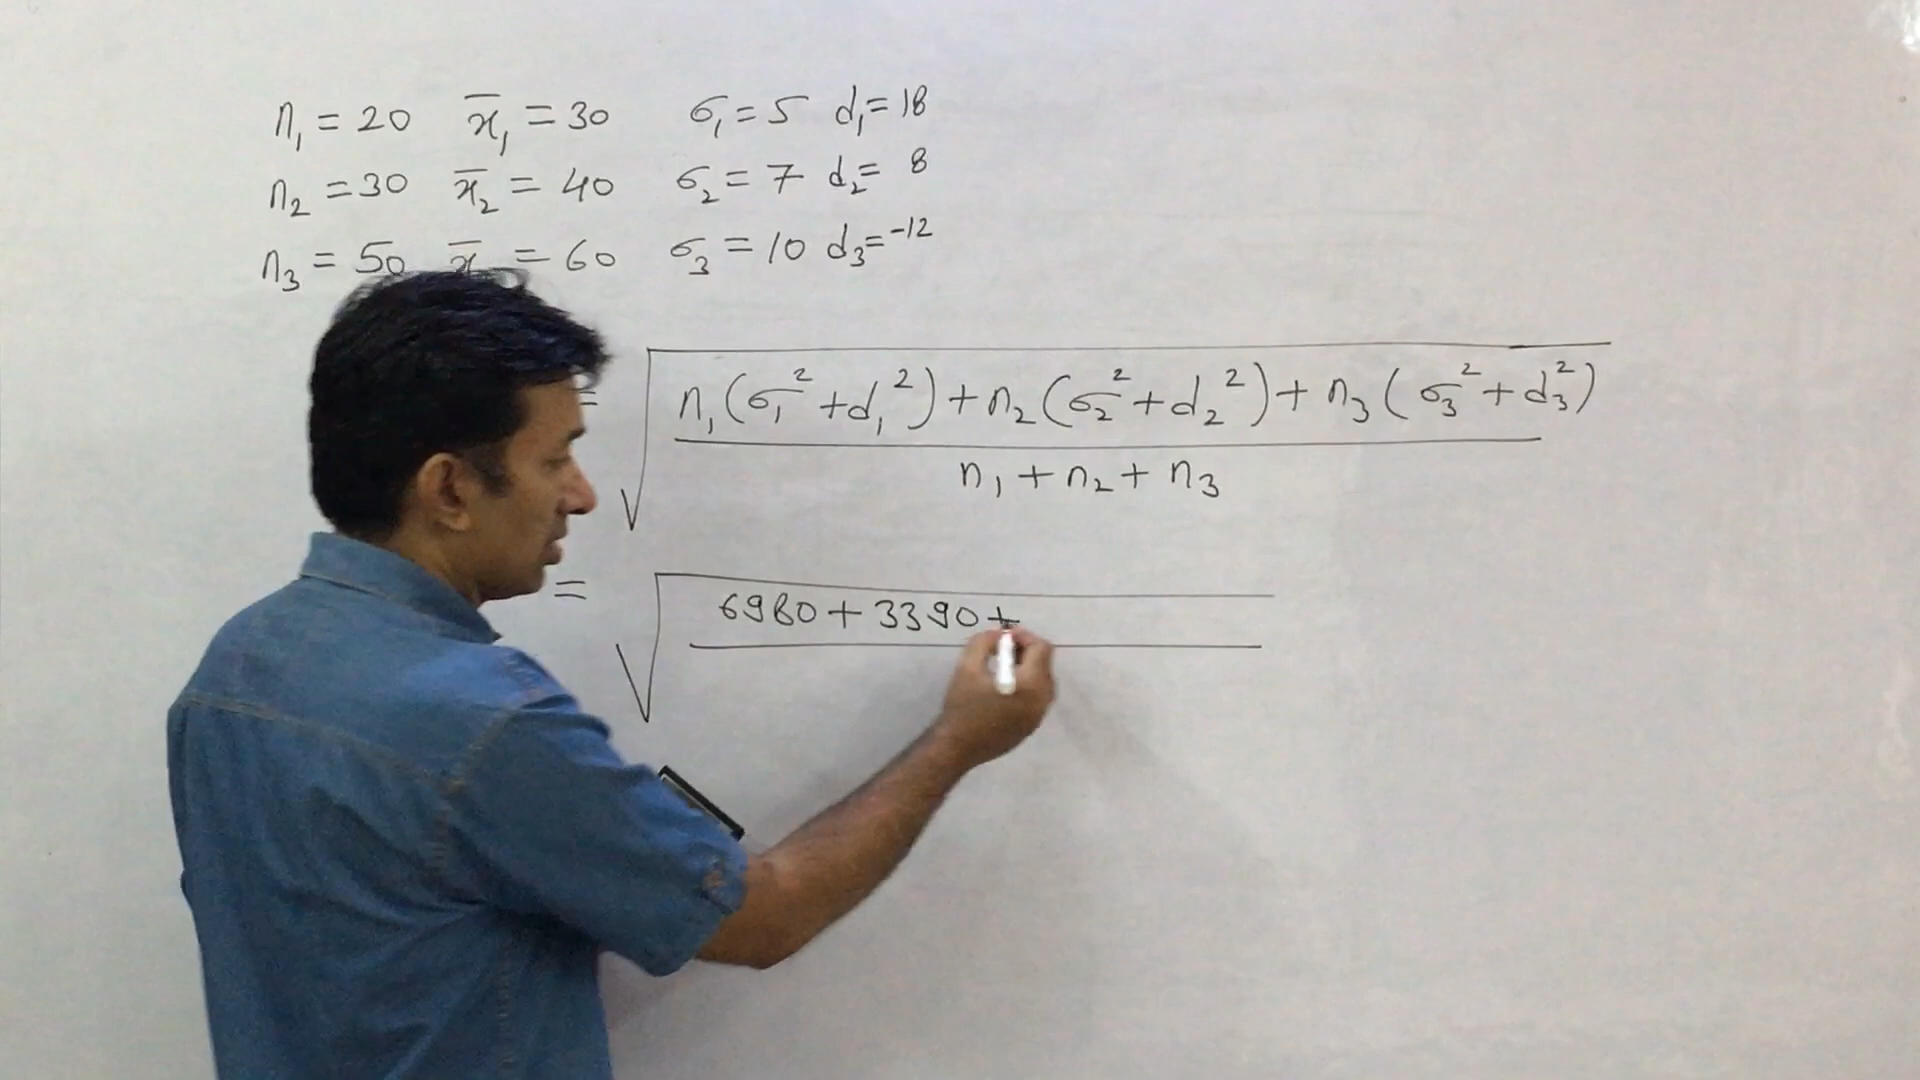 n₁ = 20 x̄₁ = 30 σ₁ = 5 d₁ = 18
n₂ = 30 x̄₂ = 40 σ₂ = 7 d₂ = 8
n₃ = 50 x̄ = 60 σ₃ = 10 d₃ = -12
= √ n₁(σ₁² + d₁²) + n₂(σ₂² + d₂²) + n₃(σ₃² + d₃²)
n₁ + n₂ + n₃
= √ 6980 + 3390 +